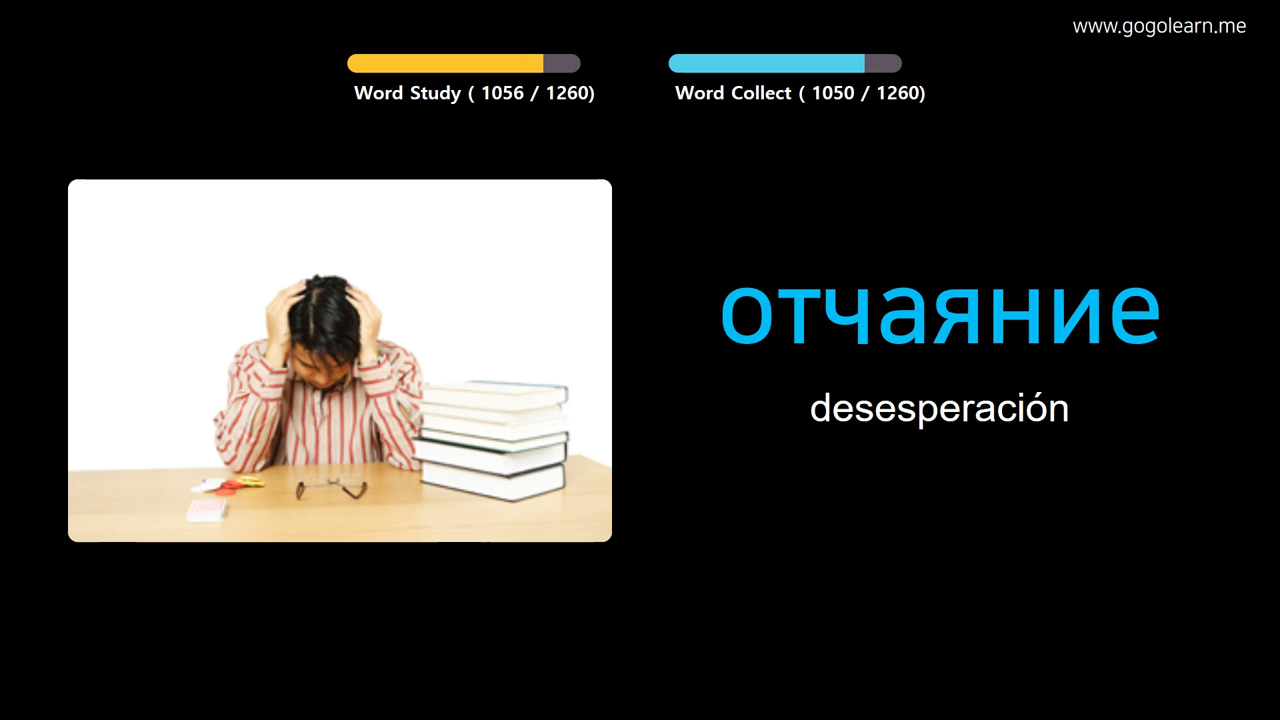 www.gogolearn.me
Word Study ( 1056 / 1260)
Word Collect ( 1050 / 1260)
отчаяние
desesperación